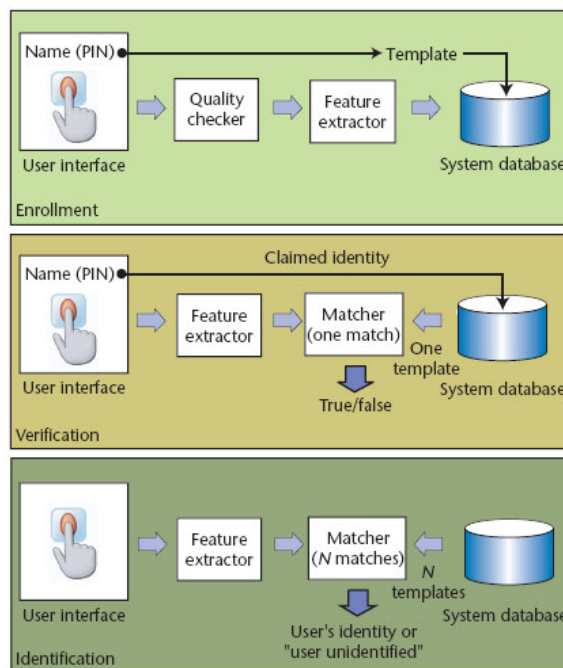 Name (PIN)
Template
Quality
checker
Feature
extractor
User interface
System database
Enrollment
Name (PIN)
Claimed identity
Feature
extractor
Matcher
(one match)
One
template
User interface
True/false
System database
Verification
Feature
extractor
Matcher
(N matches)
N
templates
User interface
System database
User's identity or
"user unidentified"
Identification